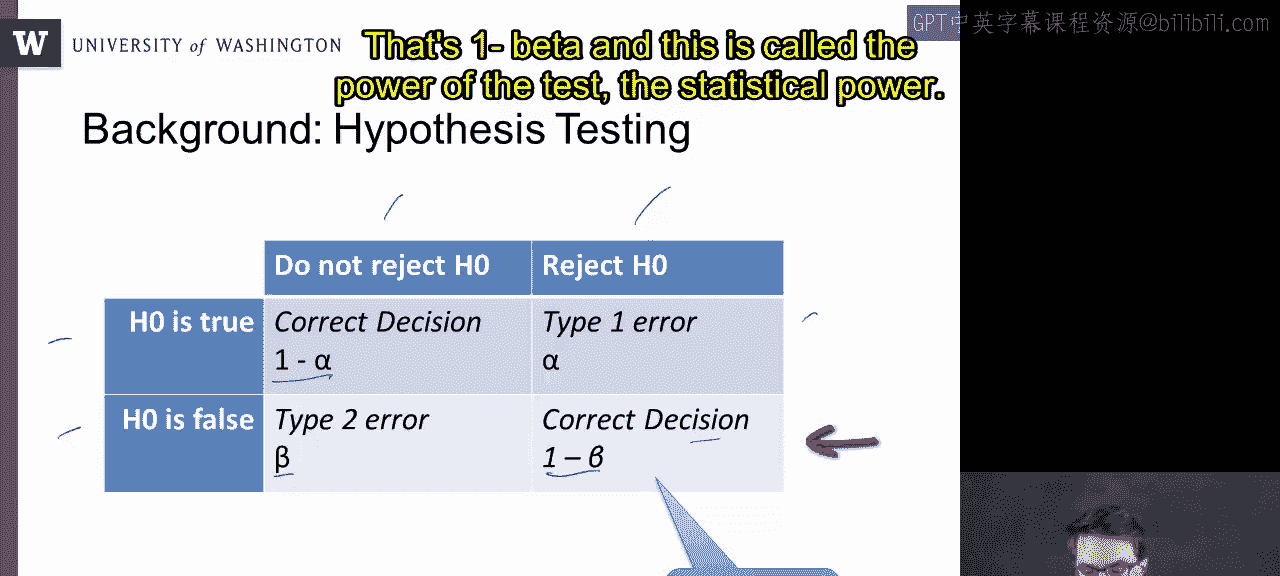 W UNIVERSITY of WASHINGTON
GPT中英字幕课程资源@bilibili.com
That's 1- beta and this is called the
power of the test, the statistical power.
Background: Hypothesis Testing
Do not reject H0 Reject H0
H0 is true Correct Decision Type 1 error
1 - α α
H0 is false Type 2 error Correct Decision
β 1 – β